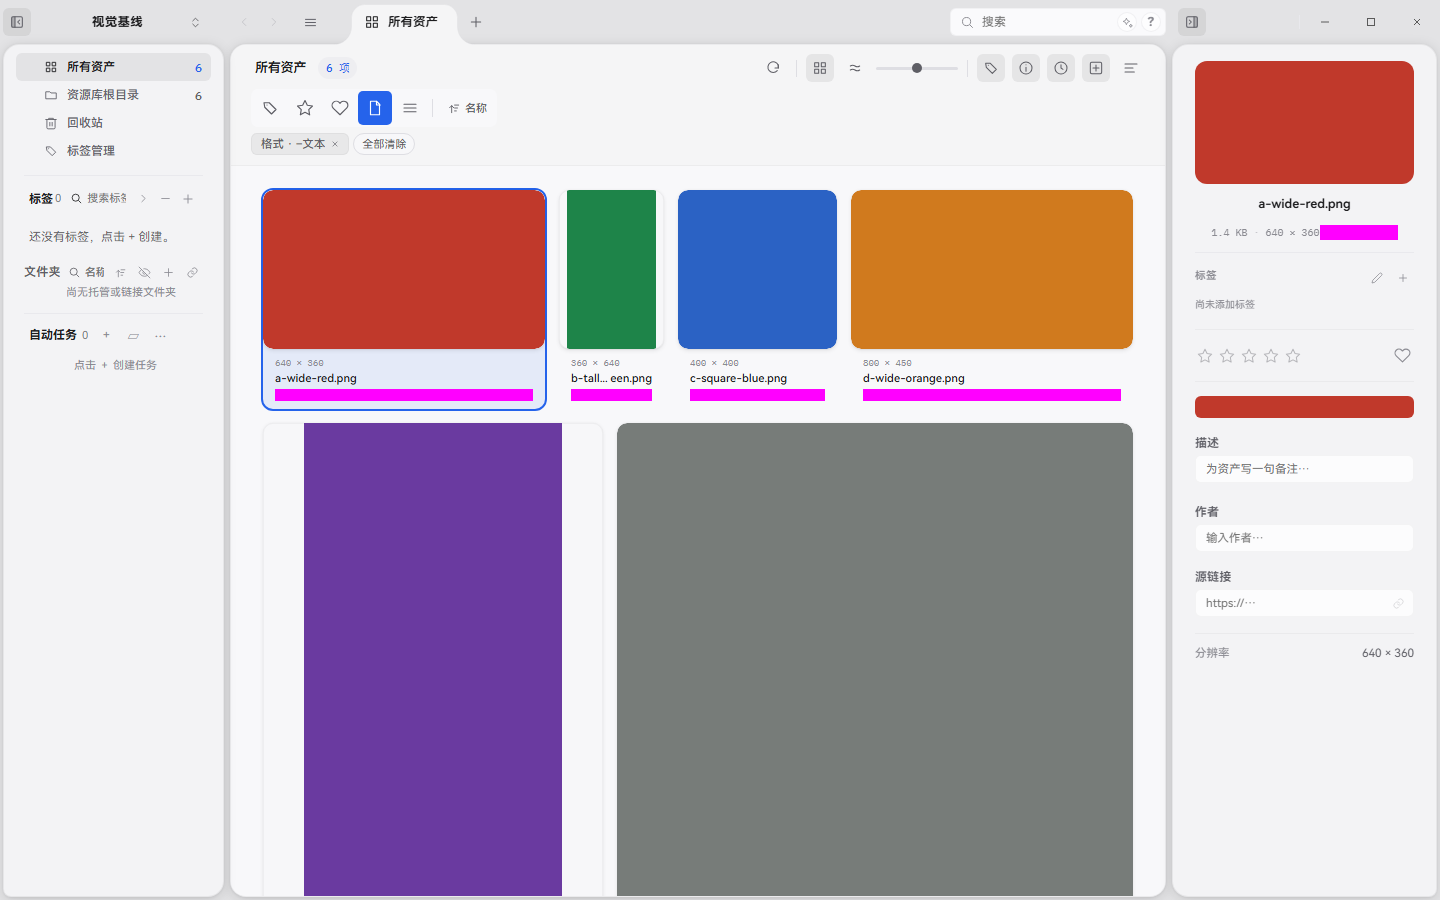 视觉基线
所有资产
搜索
?
所有资产 6
资源库根目录 6
回收站
标签管理
标签 0 搜索标签
还没有标签，点击 + 创建。
文件夹 名称
尚无托管或链接文件夹
自动任务 0
点击 + 创建任务
所有资产 6 项
名称
格式 · −文本 ×
全部清除
640 × 360
a-wide-red.png
360 × 640
b-tall... een.png
400 × 400
c-square-blue.png
800 × 450
d-wide-orange.png
a-wide-red.png
1.4 KB · 640 × 360
标签
尚未添加标签
描述
为资产写一句备注···
作者
输入作者···
源链接
https://···
分辨率 640 × 360